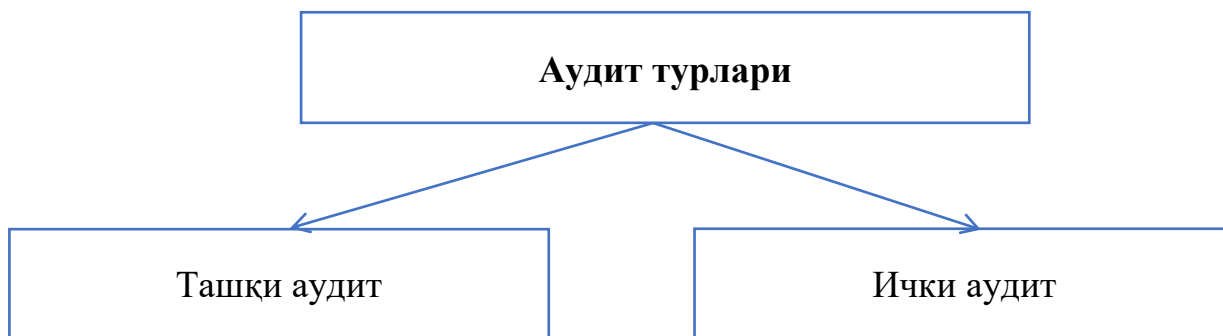 Аудит турлари
Ташқи аудит
Ички аудит